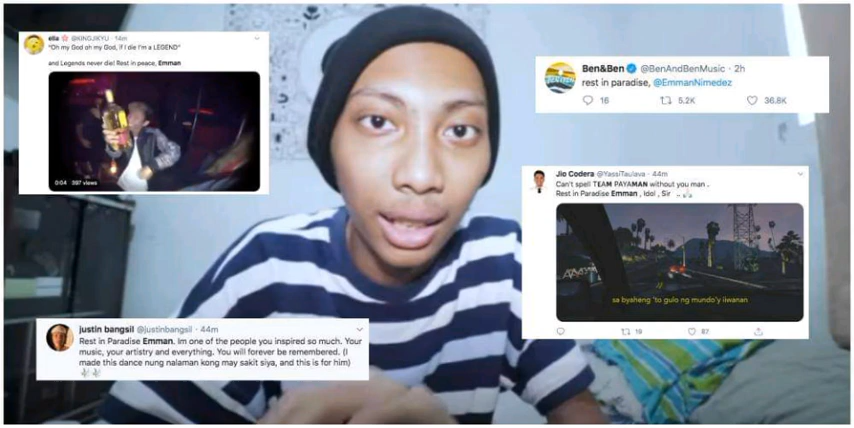 ella @KINGJIKYU · 14m
"Oh my God oh my God, if I die I'm a LEGEND"
and Legends never die! Rest in peace, Emman
0:04 397 views
Ben&Ben @BenAndBenMusic · 2h
rest in paradise, @EmmanNimedez
16 5.2K 36.8K
Jio Codera @YassiTaulava · 44m
Can't spell TEAM PAYAMAN without you man .
Rest in Paradise Emman , Idol , Sir
sa byaheng 'to gulo ng mundo'y iiwanan
19 87
justin bangsil @justinbangsil · 44m
Rest in Paradise Emman. Im one of the people you inspired so much. Your
music, your artistry and everything. You will forever be remembered. (I
made this dance nung nalaman kong may sakit siya, and this is for him)